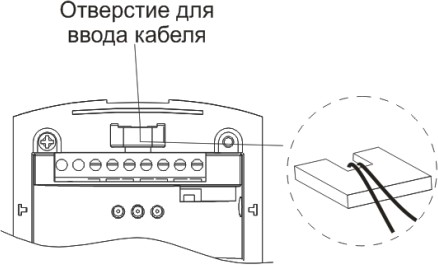 Отверстие для
ввода кабеля